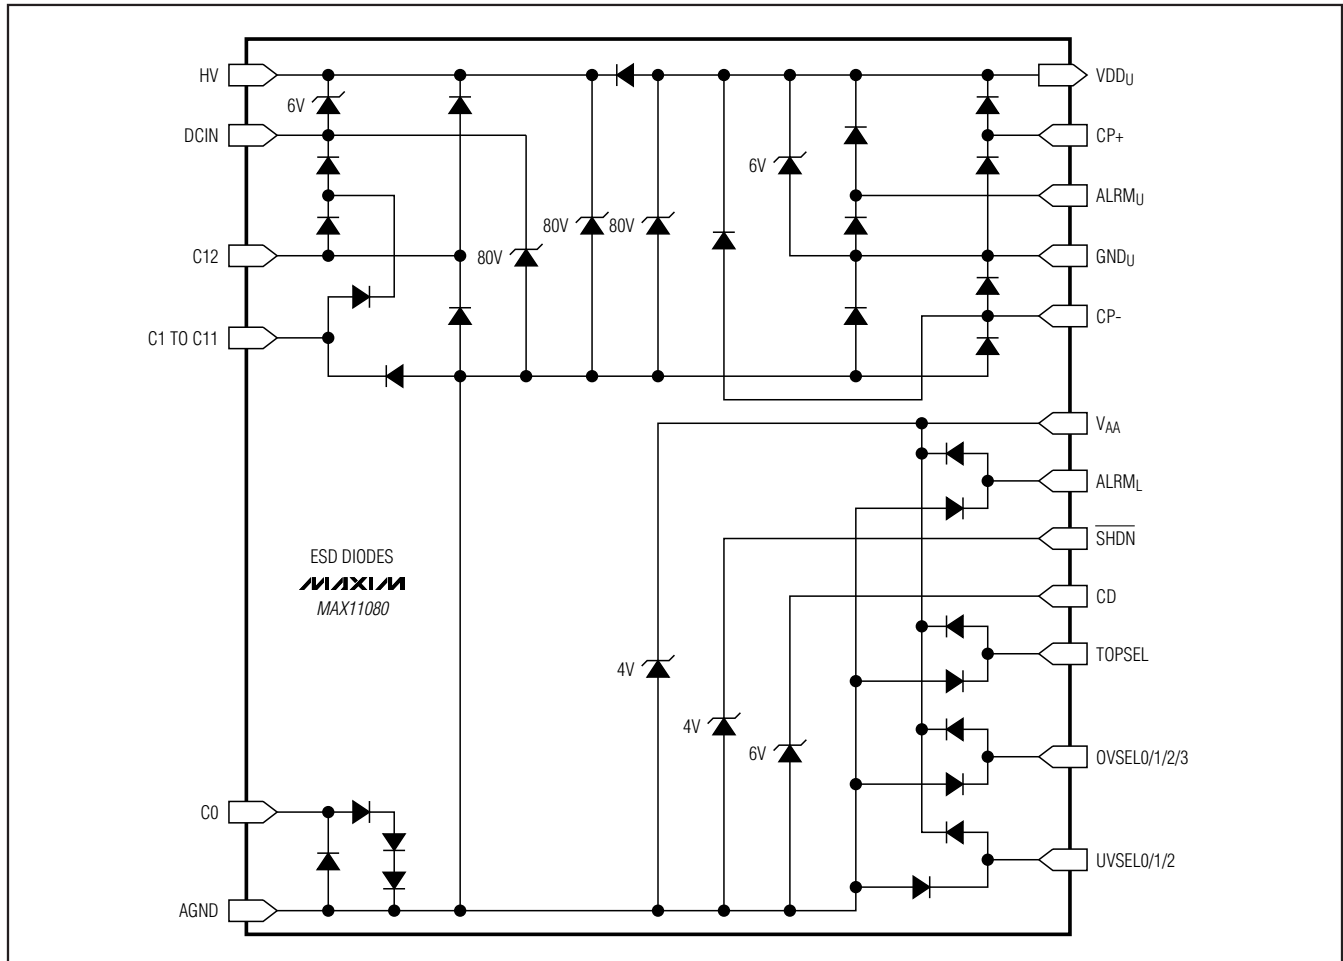 HV
VDDU
6V
DCIN
CP+
6V
ALRMU
80V
80V
C12
80V
GNDU
CP-
C1 TO C11
VAA
ALRML
SHDN
ESD DIODES
MAXIM
MAX11080
CD
TOPSEL
4V
4V
6V
OVSEL0/1/2/3
C0
UVSEL0/1/2
AGND